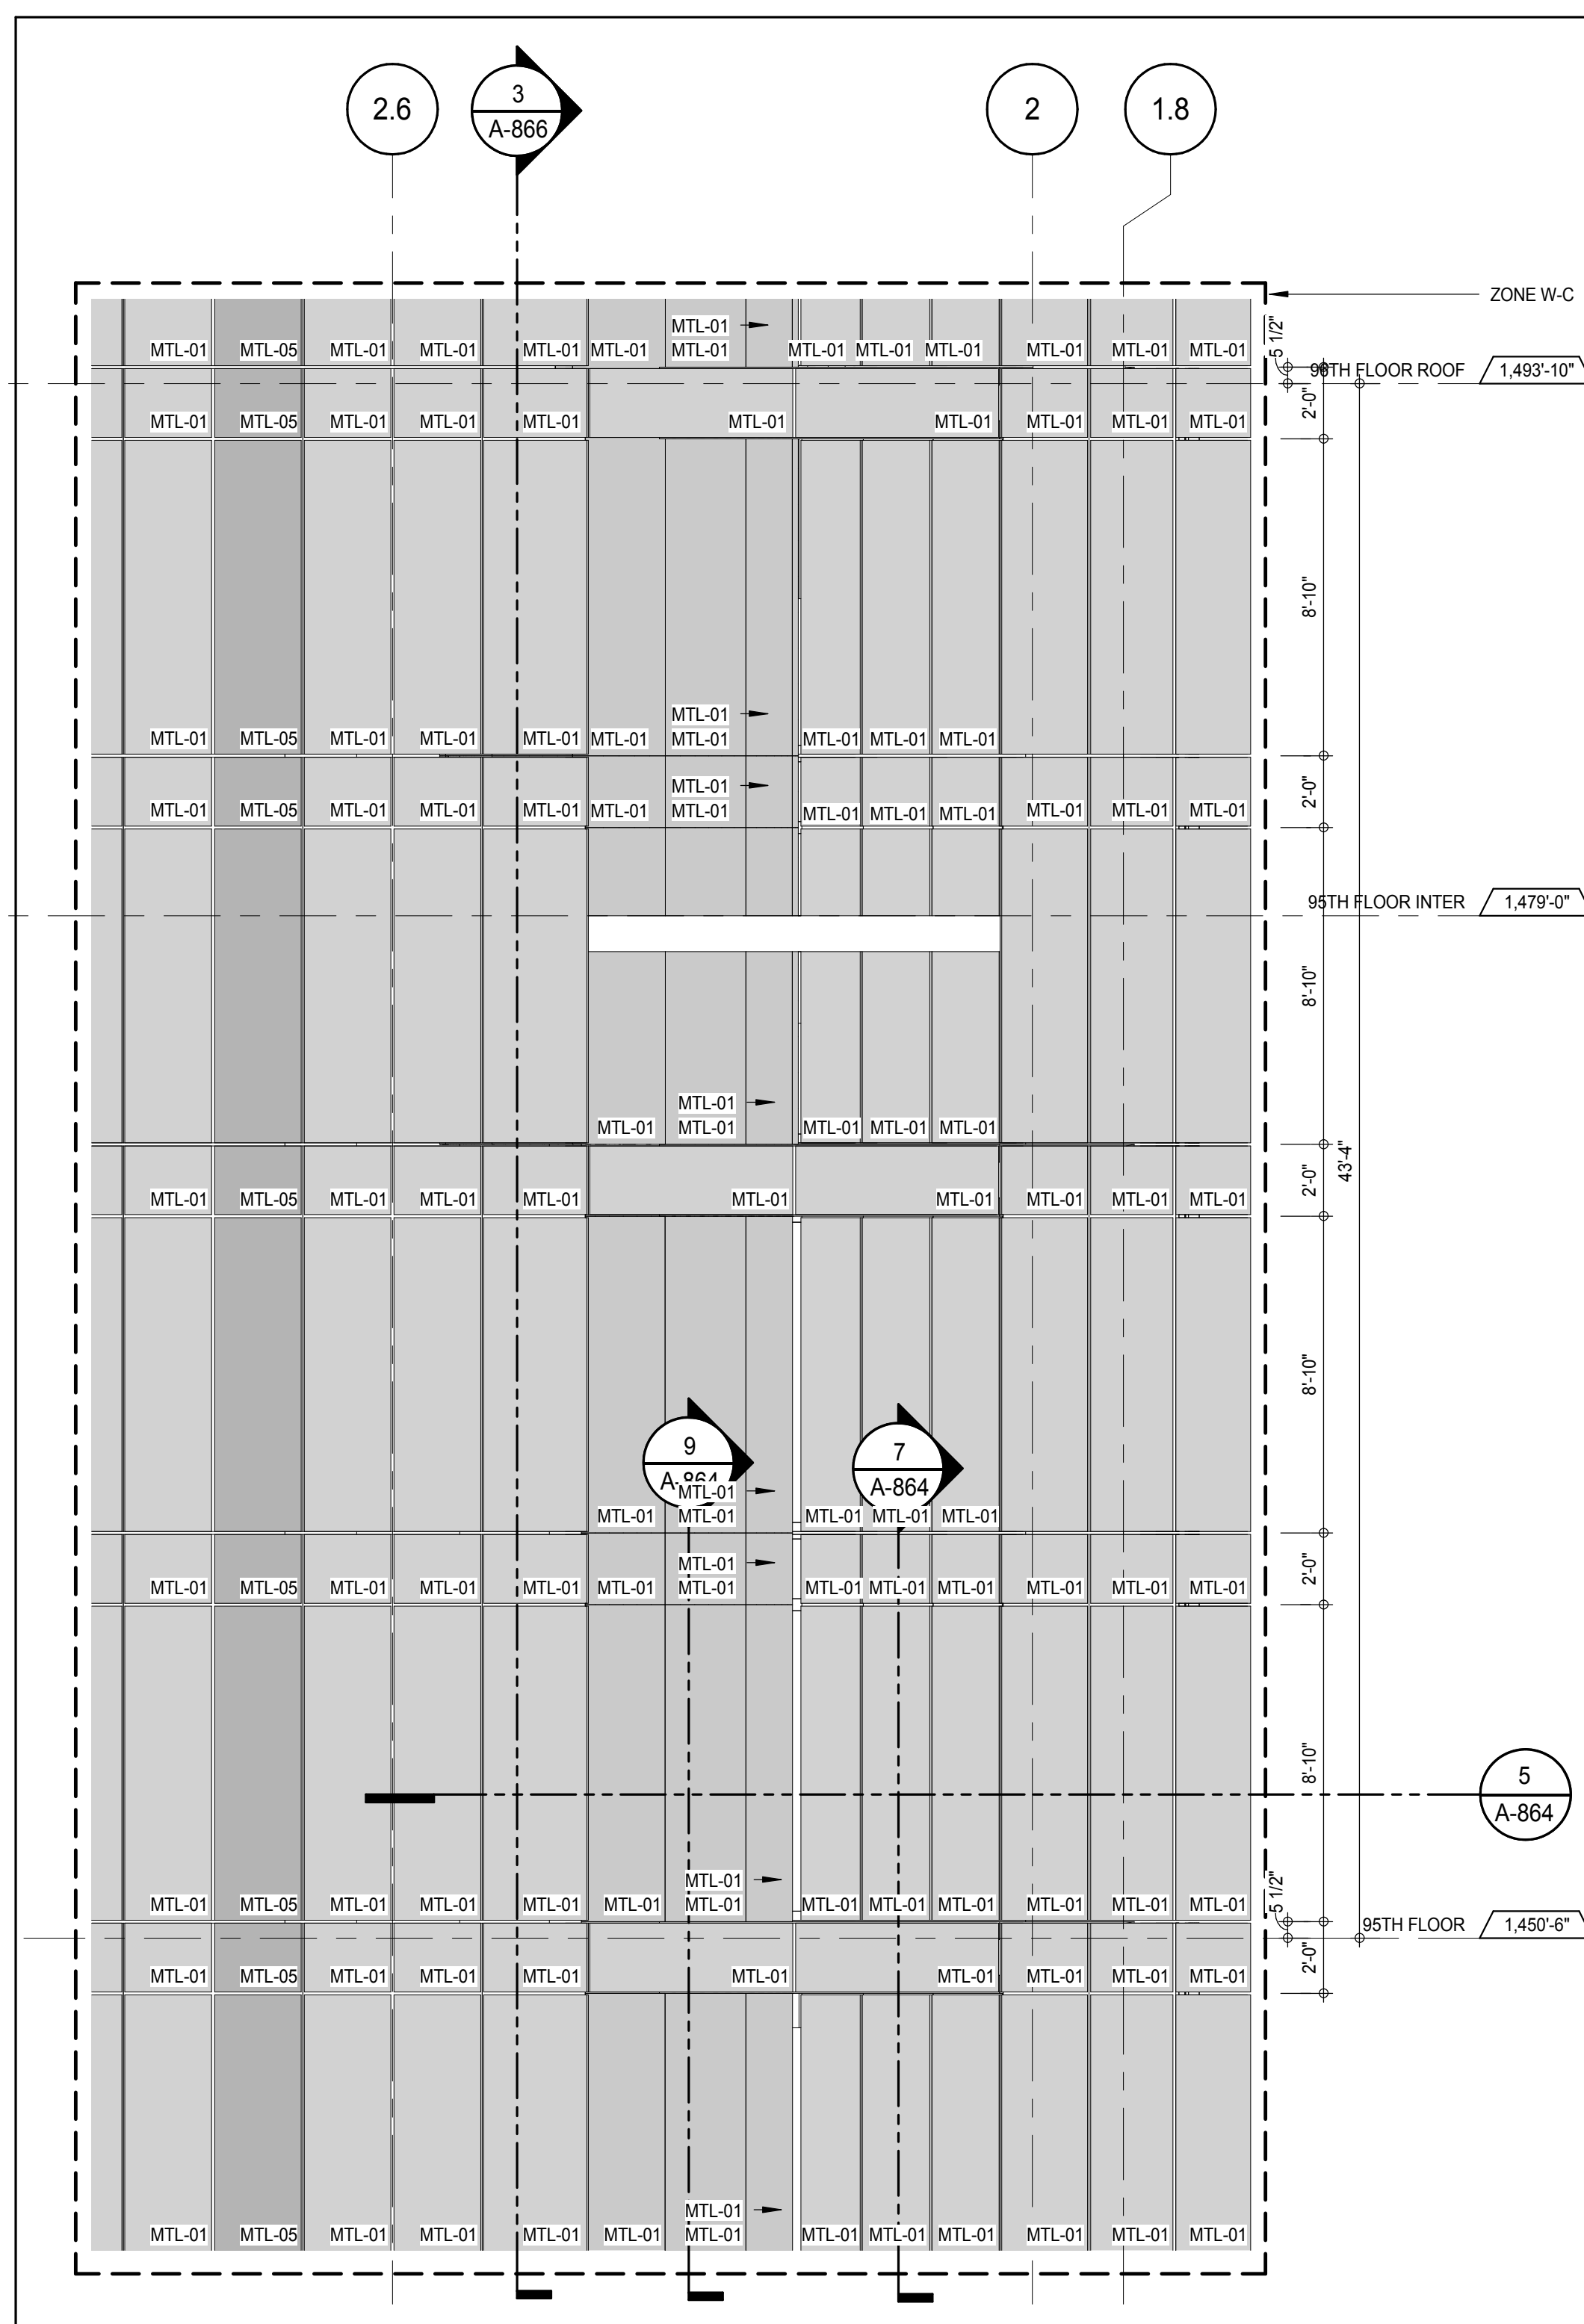 2.6
3
A-866
2
1.8
ZONE W-C
MTL-01
5 1/2"
MTL-01 MTL-05 MTL-01 MTL-01 MTL-01 MTL-01 MTL-01 MTL-01 MTL-01 MTL-01 MTL-01 MTL-01 MTL-01
96TH FLOOR ROOF 1,493'-10"
2'-0"
MTL-01 MTL-05 MTL-01 MTL-01 MTL-01 MTL-01 MTL-01 MTL-01 MTL-01 MTL-01
8'-10"
MTL-01
MTL-01 MTL-05 MTL-01 MTL-01 MTL-01 MTL-01 MTL-01 MTL-01 MTL-01 MTL-01 MTL-01 MTL-01 MTL-01
MTL-01
2'-0"
MTL-01 MTL-05 MTL-01 MTL-01 MTL-01 MTL-01 MTL-01 MTL-01 MTL-01 MTL-01 MTL-01 MTL-01 MTL-01
95TH FLOOR INTER 1,479'-0"
8'-10"
MTL-01
MTL-01 MTL-01 MTL-01 MTL-01 MTL-01
43'-4"
2'-0"
MTL-01 MTL-05 MTL-01 MTL-01 MTL-01 MTL-01 MTL-01 MTL-01 MTL-01 MTL-01
8'-10"
9
A-864
7
A-864
MTL-01
MTL-01 MTL-01 MTL-01 MTL-01 MTL-01
MTL-01
2'-0"
MTL-01 MTL-05 MTL-01 MTL-01 MTL-01 MTL-01 MTL-01 MTL-01 MTL-01 MTL-01 MTL-01 MTL-01 MTL-01
8'-10"
5
A-864
MTL-01
5 1/2"
MTL-01 MTL-05 MTL-01 MTL-01 MTL-01 MTL-01 MTL-01 MTL-01 MTL-01 MTL-01 MTL-01 MTL-01 MTL-01
95TH FLOOR 1,450'-6"
2'-0"
MTL-01 MTL-05 MTL-01 MTL-01 MTL-01 MTL-01 MTL-01 MTL-01 MTL-01 MTL-01
MTL-01
MTL-01 MTL-05 MTL-01 MTL-01 MTL-01 MTL-01 MTL-01 MTL-01 MTL-01 MTL-01 MTL-01 MTL-01 MTL-01